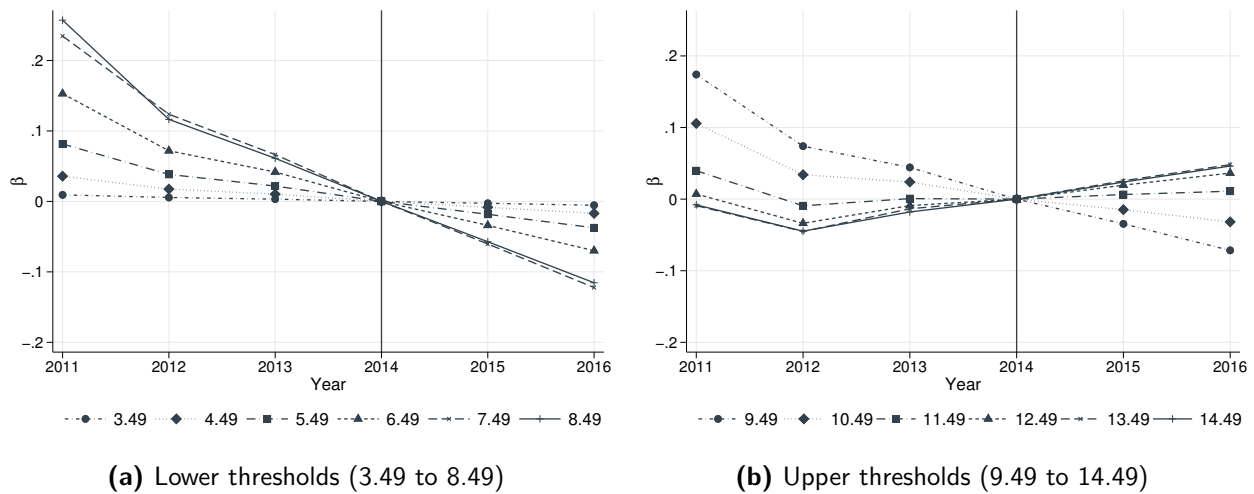 .2
.1
0
−.1
−.2
β
2011 2012 2013 2014 2015 2016
Year
3.49 4.49 5.49 6.49 7.49 8.49
(a) Lower thresholds (3.49 to 8.49)
.2
.1
0
−.1
−.2
β
2011 2012 2013 2014 2015 2016
Year
9.49 10.49 11.49 12.49 13.49 14.49
(b) Upper thresholds (9.49 to 14.49)